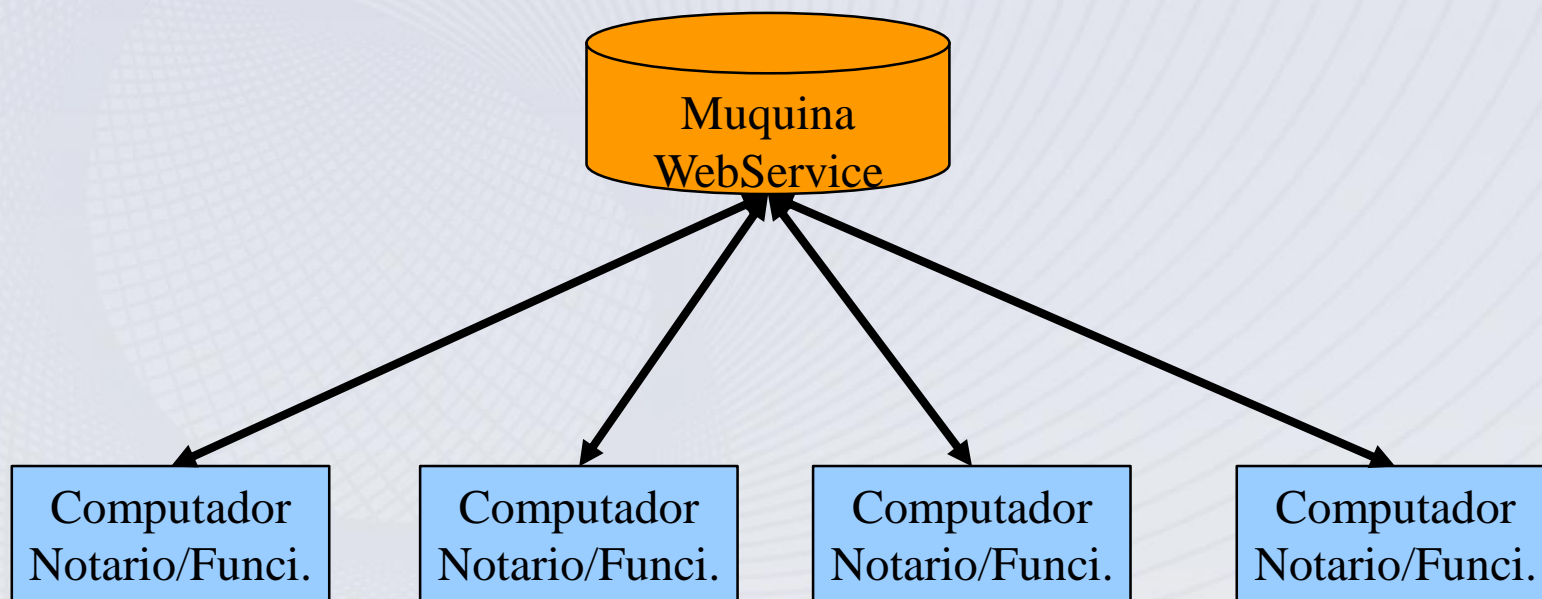 Muquina
WebService
Computador
Notario/Funci.
Computador
Notario/Funci.
Computador
Notario/Funci.
Computador
Notario/Funci.